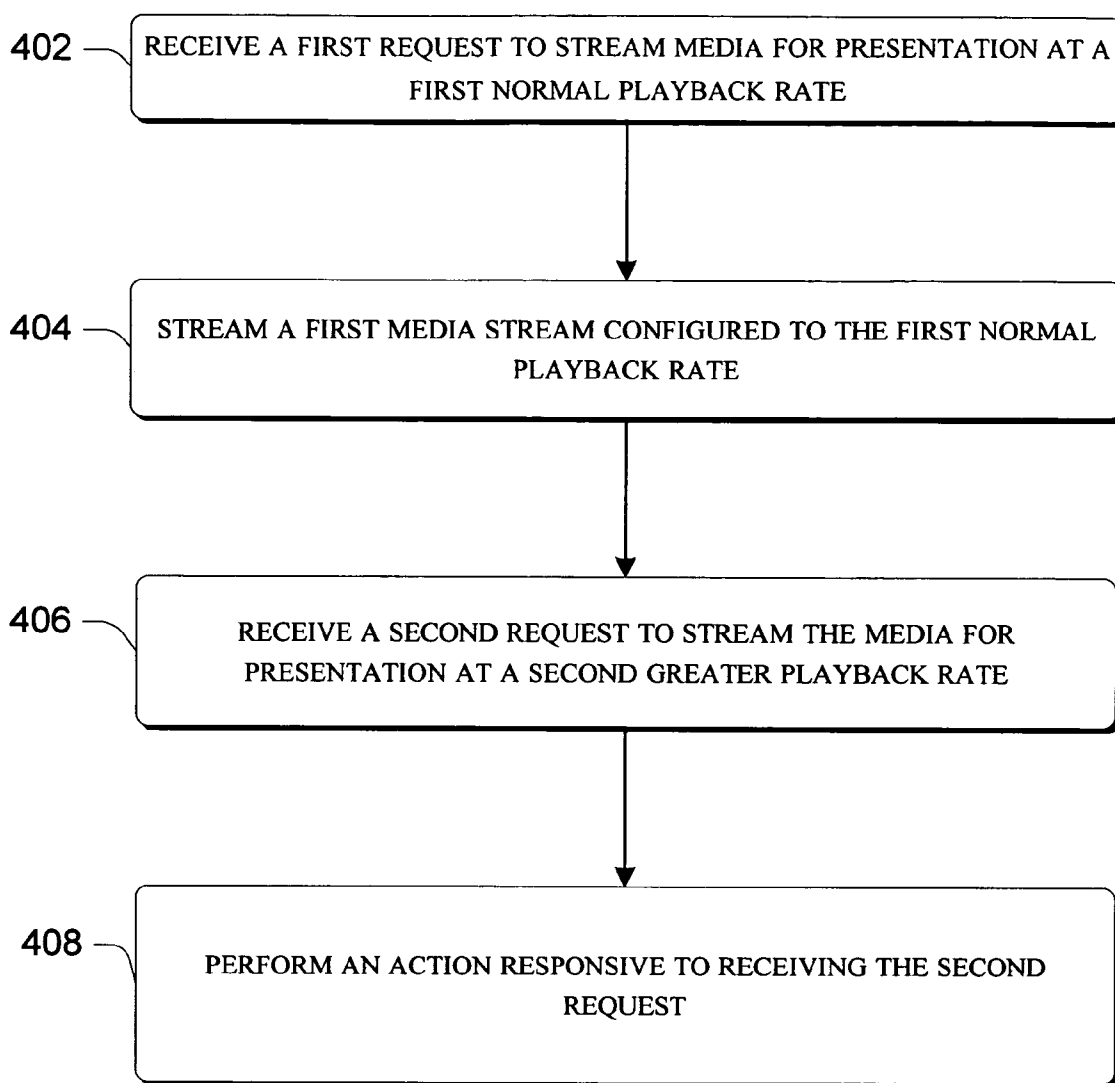 402
RECEIVE A FIRST REQUEST TO STREAM MEDIA FOR PRESENTATION AT A
FIRST NORMAL PLAYBACK RATE
404
STREAM A FIRST MEDIA STREAM CONFIGURED TO THE FIRST NORMAL
PLAYBACK RATE
406
RECEIVE A SECOND REQUEST TO STREAM THE MEDIA FOR
PRESENTATION AT A SECOND GREATER PLAYBACK RATE
408
PERFORM AN ACTION RESPONSIVE TO RECEIVING THE SECOND
REQUEST